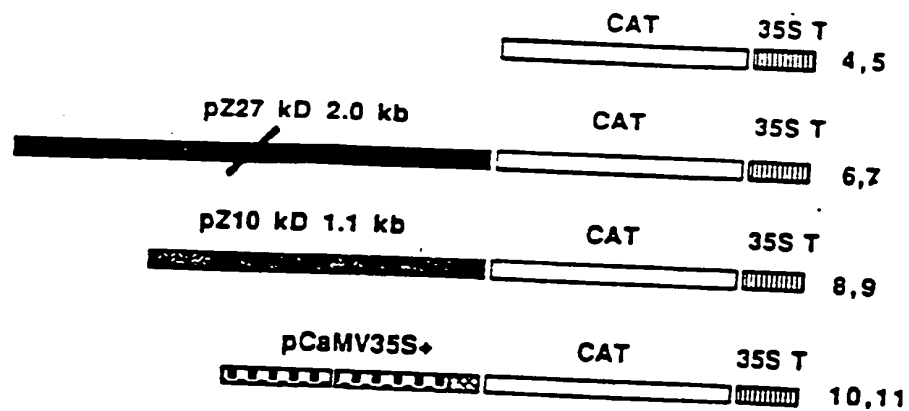 CAT 35S T
4,5
pZ27 kD 2.0 kb CAT 35S T
6,7
pZ10 kD 1.1 kb CAT 35S T
8,9
pCaMV35S+ CAT 35S T
10,11